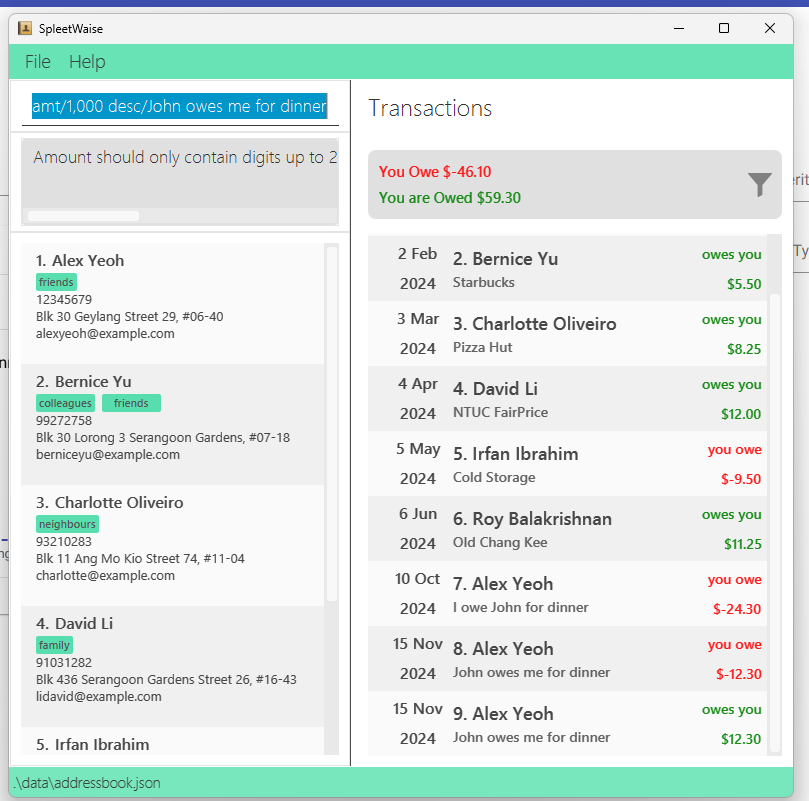 SpleetWaise
File Help
amt/1,000 desc/John owes me for dinner
Amount should only contain digits up to 2
1. Alex Yeoh
friends
12345679
Blk 30 Geylang Street 29, #06-40
alexyeoh@example.com
2. Bernice Yu
colleagues friends
99272758
Blk 30 Lorong 3 Serangoon Gardens, #07-18
berniceyu@example.com
3. Charlotte Oliveiro
neighbours
93210283
Blk 11 Ang Mo Kio Street 74, #11-04
charlotte@example.com
4. David Li
family
91031282
Blk 436 Serangoon Gardens Street 26, #16-43
lidavid@example.com
5. Irfan Ibrahim
Transactions
You Owe $-46.10
You are Owed $59.30
2 Feb 2. Bernice Yu owes you
2024 Starbucks $5.50
3 Mar 3. Charlotte Oliveiro owes you
2024 Pizza Hut $8.25
4 Apr 4. David Li owes you
2024 NTUC FairPrice $12.00
5 May 5. Irfan Ibrahim you owe
2024 Cold Storage $-9.50
6 Jun 6. Roy Balakrishnan owes you
2024 Old Chang Kee $11.25
10 Oct 7. Alex Yeoh you owe
2024 I owe John for dinner $-24.30
15 Nov 8. Alex Yeoh you owe
2024 John owes me for dinner $-12.30
15 Nov 9. Alex Yeoh owes you
2024 John owes me for dinner $12.30
.\data\addressbook.json